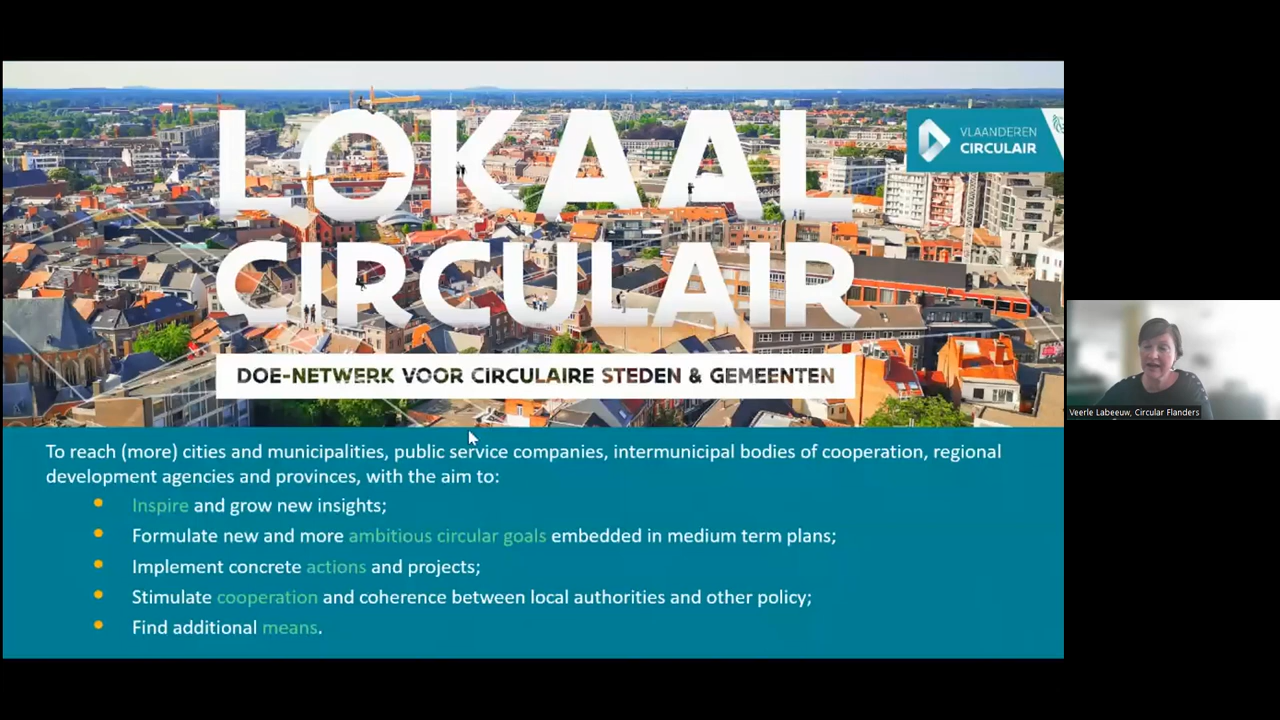 LOKAAL
CIRCULAIR
VLAANDEREN
CIRCULAIR
DOE-NETWERK VOOR CIRCULAIRE STEDEN & GEMEENTEN
To reach (more) cities and municipalities, public service companies, intermunicipal bodies of cooperation, regional
development agencies and provinces, with the aim to:
Inspire and grow new insights;
Formulate new and more ambitious circular goals embedded in medium term plans;
Implement concrete actions and projects;
Stimulate cooperation and coherence between local authorities and other policy;
Find additional means.
Veerle Labeeuw, Circular Flanders